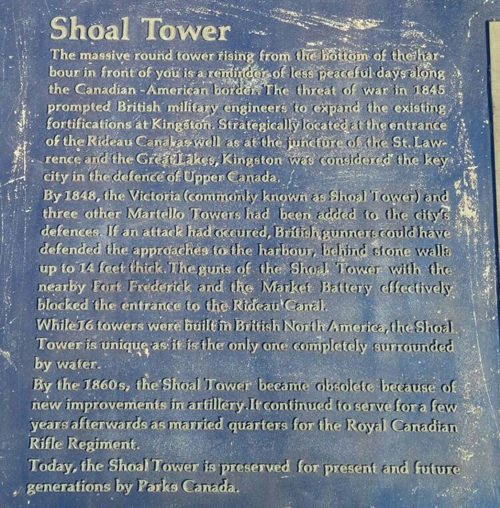 Shoal Tower
The massive round tower rising from the bottom of the har-
bour in front of you is a reminder of less peaceful days along
the Canadian-American border. The threat of war in 1845
prompted British military engineers to expand the existing
fortifications at Kingston. Strategically located at the entrance
of the Rideau Canal as well as at the juncture of the St. Law-
rence and the Great Lakes, Kingston was considered the key
city in the defence of Upper Canada.
By 1848, the Victoria (commonly known as Shoal Tower) and
three other Martello Towers had been added to the city's
defences. If an attack had occured, British gunners could have
defended the approaches to the harbour, behind stone walls
up to 14 feet thick. The guns of the Shoal Tower with the
nearby Fort Frederick and the Market Battery effectively
blocked the entrance to the Rideau Canal.
While 16 towers were built in British North America, the Shoal
Tower is unique as it is the only one completely surrounded
by water.
By the 1860s, the Shoal Tower became obsolete because of
new improvements in artillery. It continued to serve for a few
years afterwards as married quarters for the Royal Canadian
Rifle Regiment.
Today, the Shoal Tower is preserved for present and future
generations by Parks Canada.